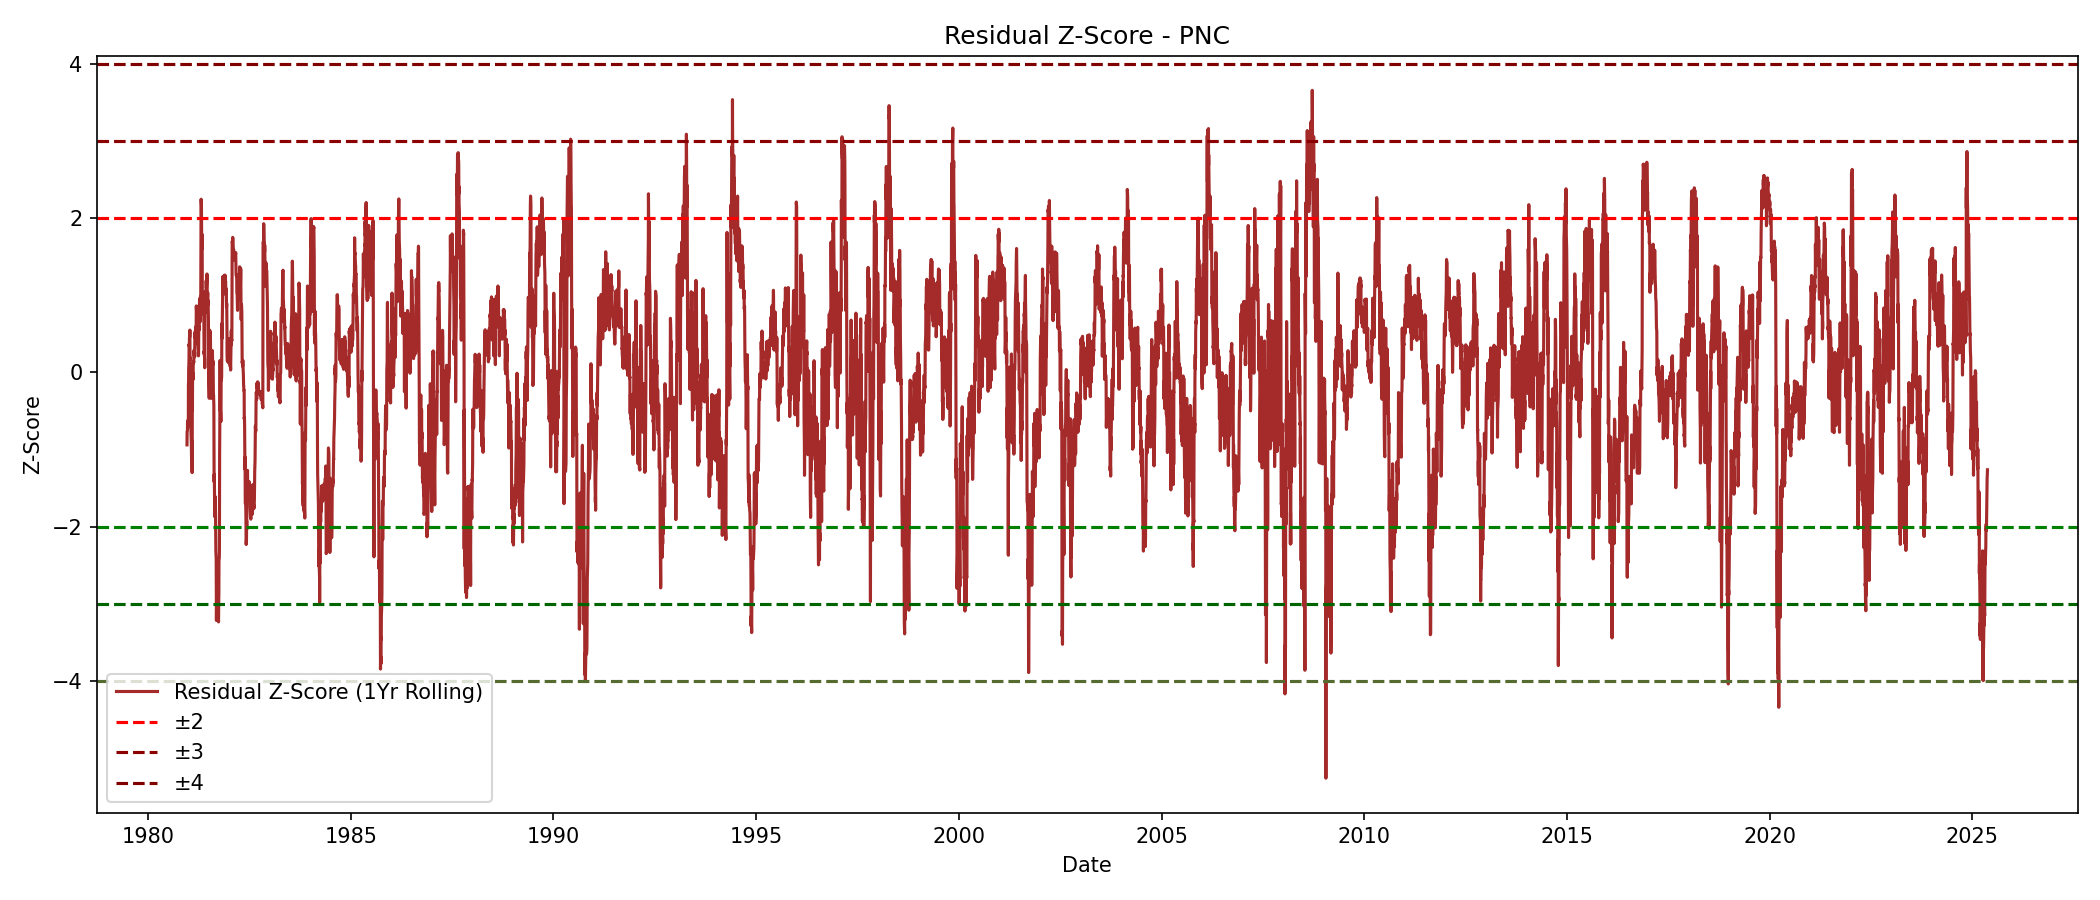 Residual Z-Score - PNC
Z-Score
4
2
0
−2
−4
Residual Z-Score (1Yr Rolling)
±2
±3
±4
1980 1985 1990 1995 2000 2005 2010 2015 2020 2025
Date